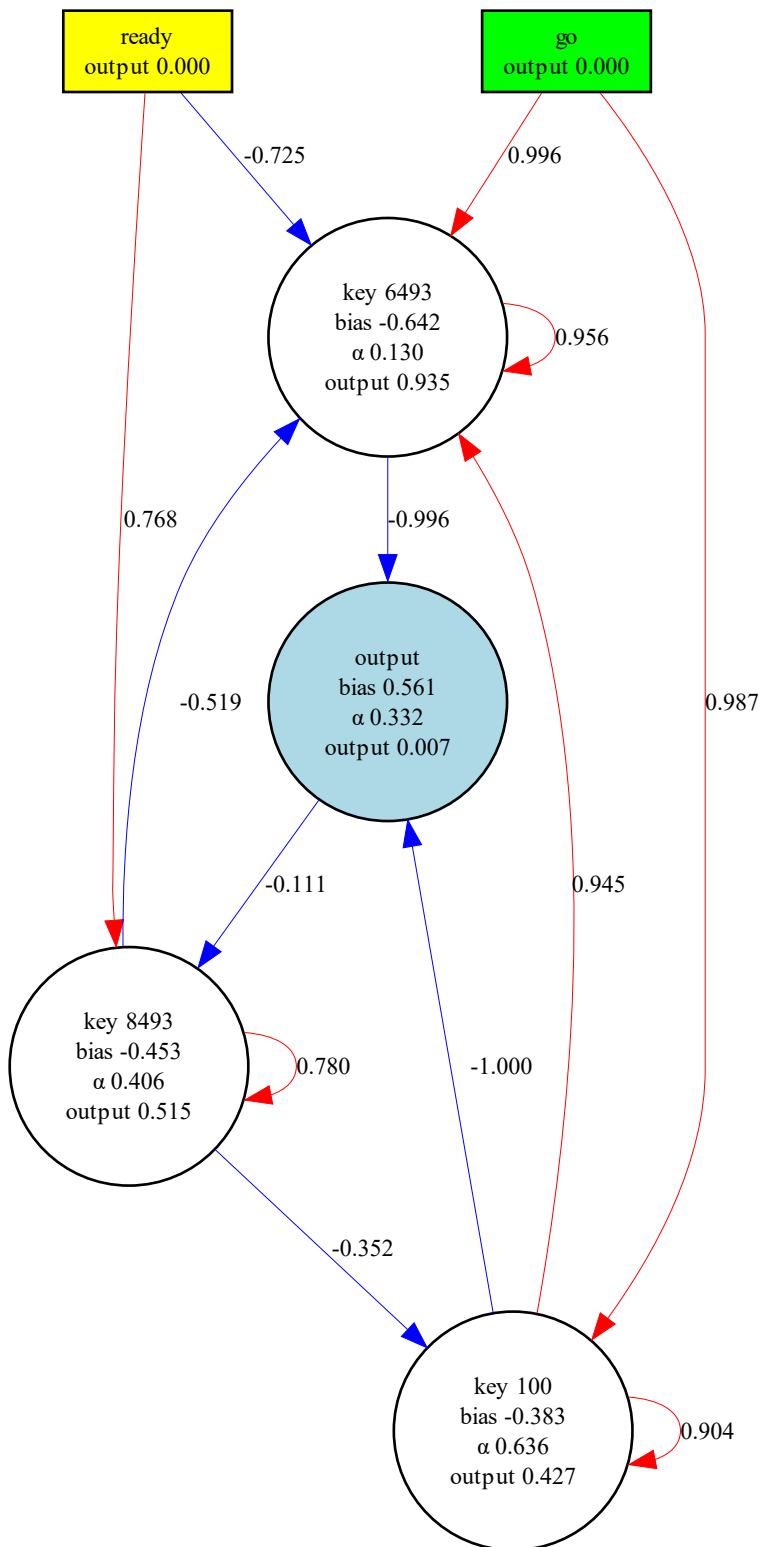 ready
output 0.000
go
output 0.000
-0.725
0.996
key 6493
bias -0.642
α 0.130
output 0.935
0.956
0.768
-0.996
-0.519
output
bias 0.561
α 0.332
output 0.007
0.987
-0.111
0.945
key 8493
bias -0.453
α 0.406
output 0.515
0.780
-1.000
-0.352
key 100
bias -0.383
α 0.636
output 0.427
0.904